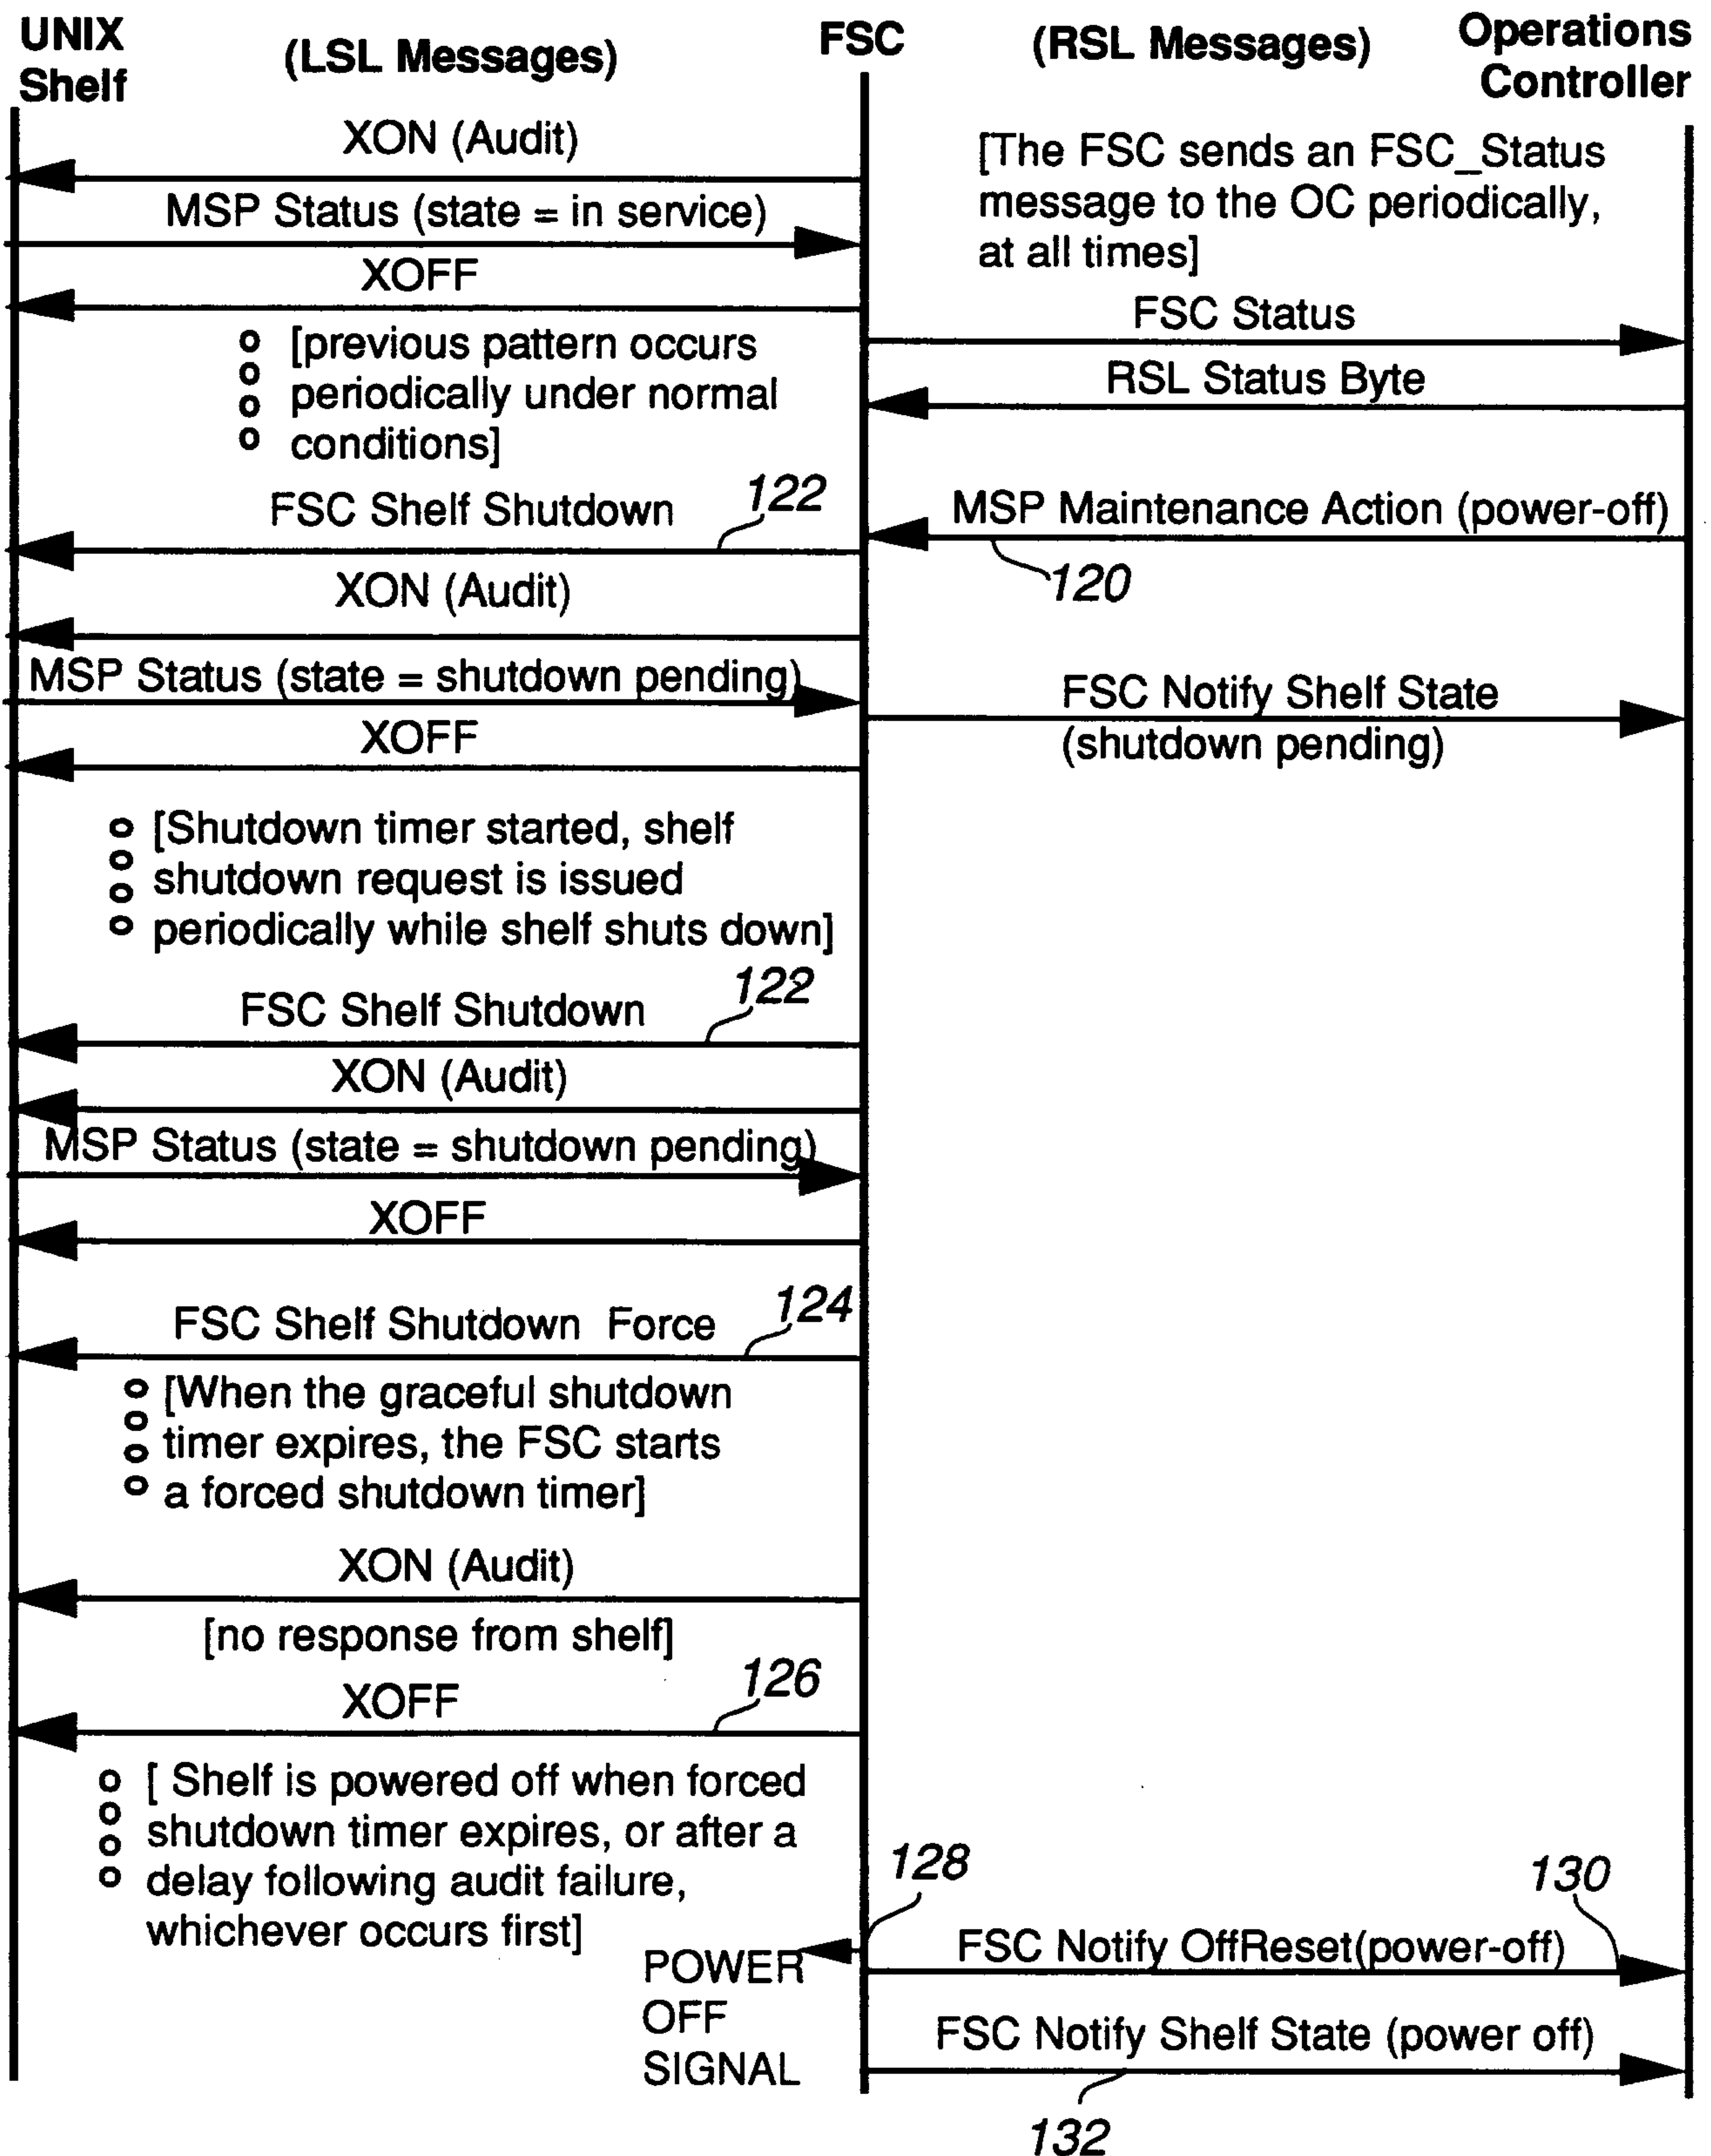 UNIX
Shelf
(LSL Messages)
FSC
(RSL Messages)
Operations
Controller
XON (Audit)
[The FSC sends an FSC_Status
message to the OC periodically,
at all times]
MSP Status (state = in service)
XOFF
FSC Status
[previous pattern occurs
periodically under normal
conditions]
RSL Status Byte
FSC Shelf Shutdown
122
MSP Maintenance Action (power-off)
120
XON (Audit)
MSP Status (state = shutdown pending)
FSC Notify Shelf State
(shutdown pending)
XOFF
[Shutdown timer started, shelf
shutdown request is issued
periodically while shelf shuts down]
122
FSC Shelf Shutdown
XON (Audit)
MSP Status (state = shutdown pending)
XOFF
124
FSC Shelf Shutdown Force
[When the graceful shutdown
timer expires, the FSC starts
a forced shutdown timer]
XON (Audit)
[no response from shelf]
126
XOFF
[ Shelf is powered off when forced
shutdown timer expires, or after a
delay following audit failure,
whichever occurs first]
128
130
POWER
OFF
SIGNAL
FSC Notify OffReset(power-off)
FSC Notify Shelf State (power off)
132